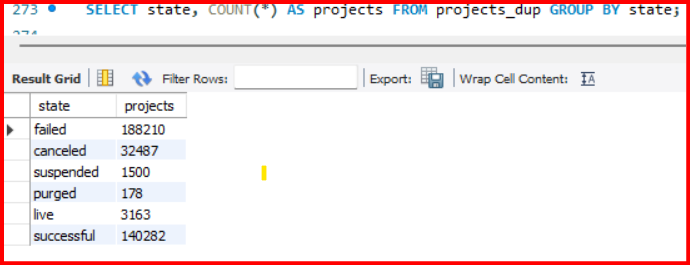 273 SELECT state, COUNT(*) AS projects FROM projects_dup GROUP BY state;
274
Result Grid Filter Rows: Export: Wrap Cell Content: IA
state projects
failed 188210
canceled 32487
suspended 1500
purged 178
live 3163
successful 140282